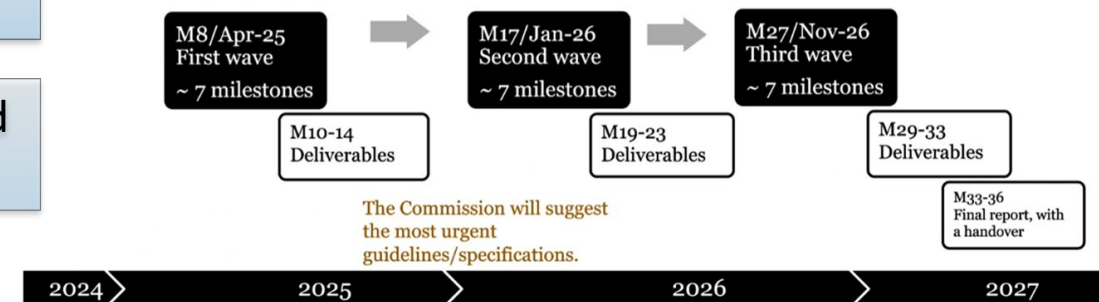 M8/Apr-25
First wave
~ 7 milestones
M17/Jan-26
Second wave
~ 7 milestones
M27/Nov-26
Third wave
~ 7 milestones
M10-14
Deliverables
M19-23
Deliverables
M29-33
Deliverables
M33-36
Final report, with
a handover
The Commission will suggest
the most urgent
guidelines/specifications.
2024
2025
2026
2027